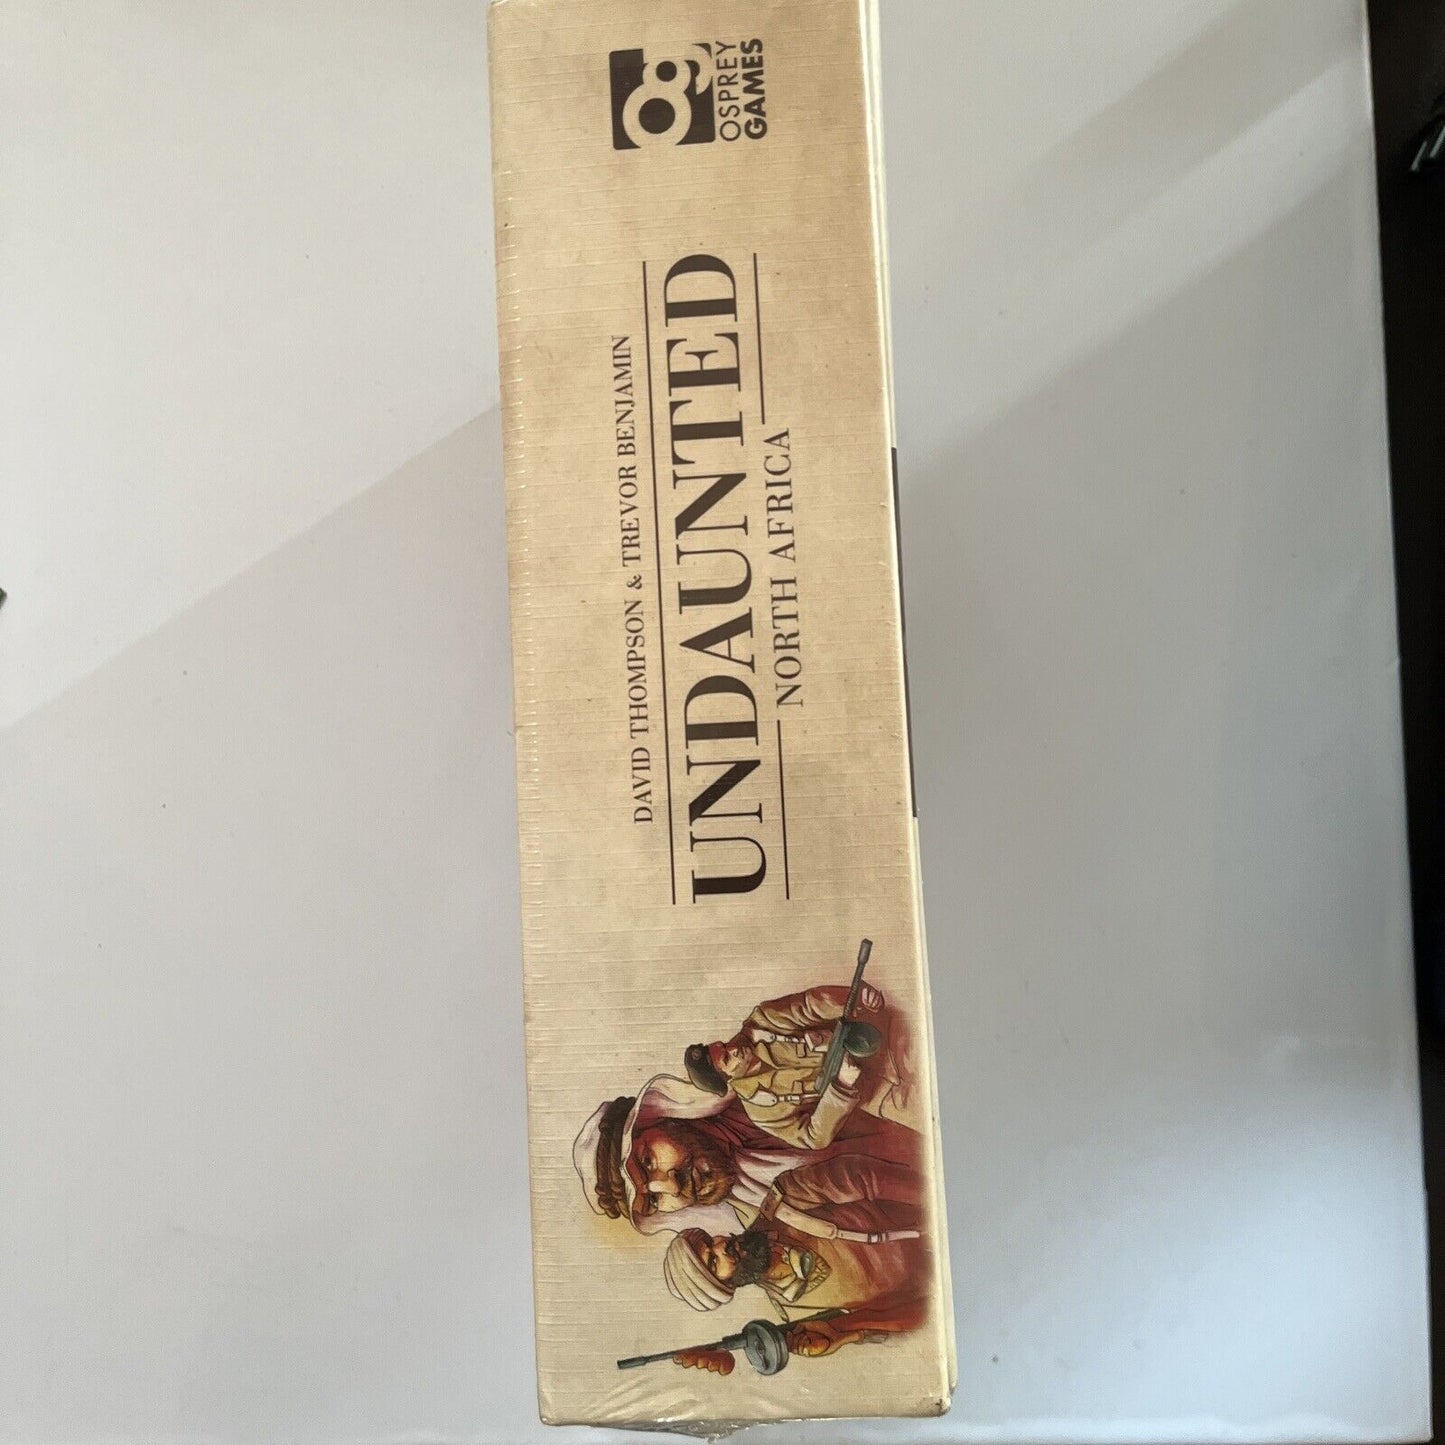 DAVID THOMPSON & TREVOR BENJAMIN
UNDAUNTED
NORTH AFRICA
OSPREY
GAMES